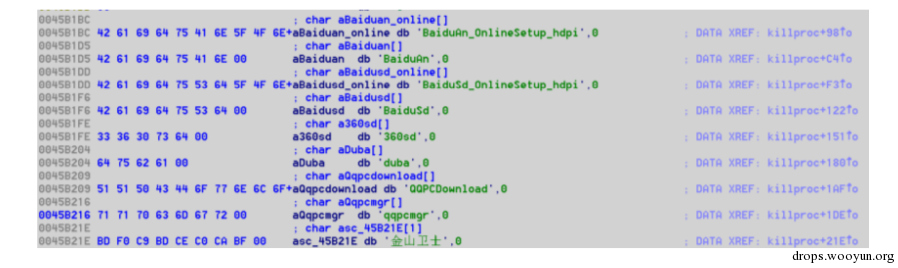 0045B1BC ; char aBaiduan_online[]
0045B1BC 42 61 69 64 75 41 6E 5F 4F 6E+aBaiduan_online db 'BaiduAn_OnlineSetup_hdpi',0 ; DATA XREF: killproc+98↑o
0045B1D5 ; char aBaiduan[]
0045B1D5 42 61 69 64 75 41 6E 00 aBaiduan db 'BaiduAn',0 ; DATA XREF: killproc+C4↑o
0045B1DD ; char aBaidusd_online[]
0045B1DD 42 61 69 64 75 53 64 5F 4F 6E+aBaidusd_online db 'BaiduSd_OnlineSetup_hdpi',0 ; DATA XREF: killproc+F3↑o
0045B1F6 ; char aBaidusd[]
0045B1F6 42 61 69 64 75 53 64 00 aBaidusd db 'BaiduSd',0 ; DATA XREF: killproc+122↑o
0045B1FE ; char a360sd[]
0045B1FE 33 36 30 73 64 00 a360sd db '360sd',0 ; DATA XREF: killproc+151↑o
0045B204 ; char aDuba[]
0045B204 64 75 62 61 00 aDuba db 'duba',0 ; DATA XREF: killproc+180↑o
0045B209 ; char aQqpcdownload[]
0045B209 51 51 50 43 44 6F 77 6E 6C 6F+aQqpcdownload db 'QQPCDownload',0 ; DATA XREF: killproc+1AF↑o
0045B216 ; char aQqpcmgr[]
0045B216 71 71 70 63 6D 67 72 00 aQqpcmgr db 'qqpcmgr',0 ; DATA XREF: killproc+1DE↑o
0045B21E ; char asc_45B21E[1]
0045B21E BD F0 C9 BD CE C0 CA BF 00 asc_45B21E db '金山卫士',0 ; DATA XREF: killproc+21E↑o
drops.wooyun.org